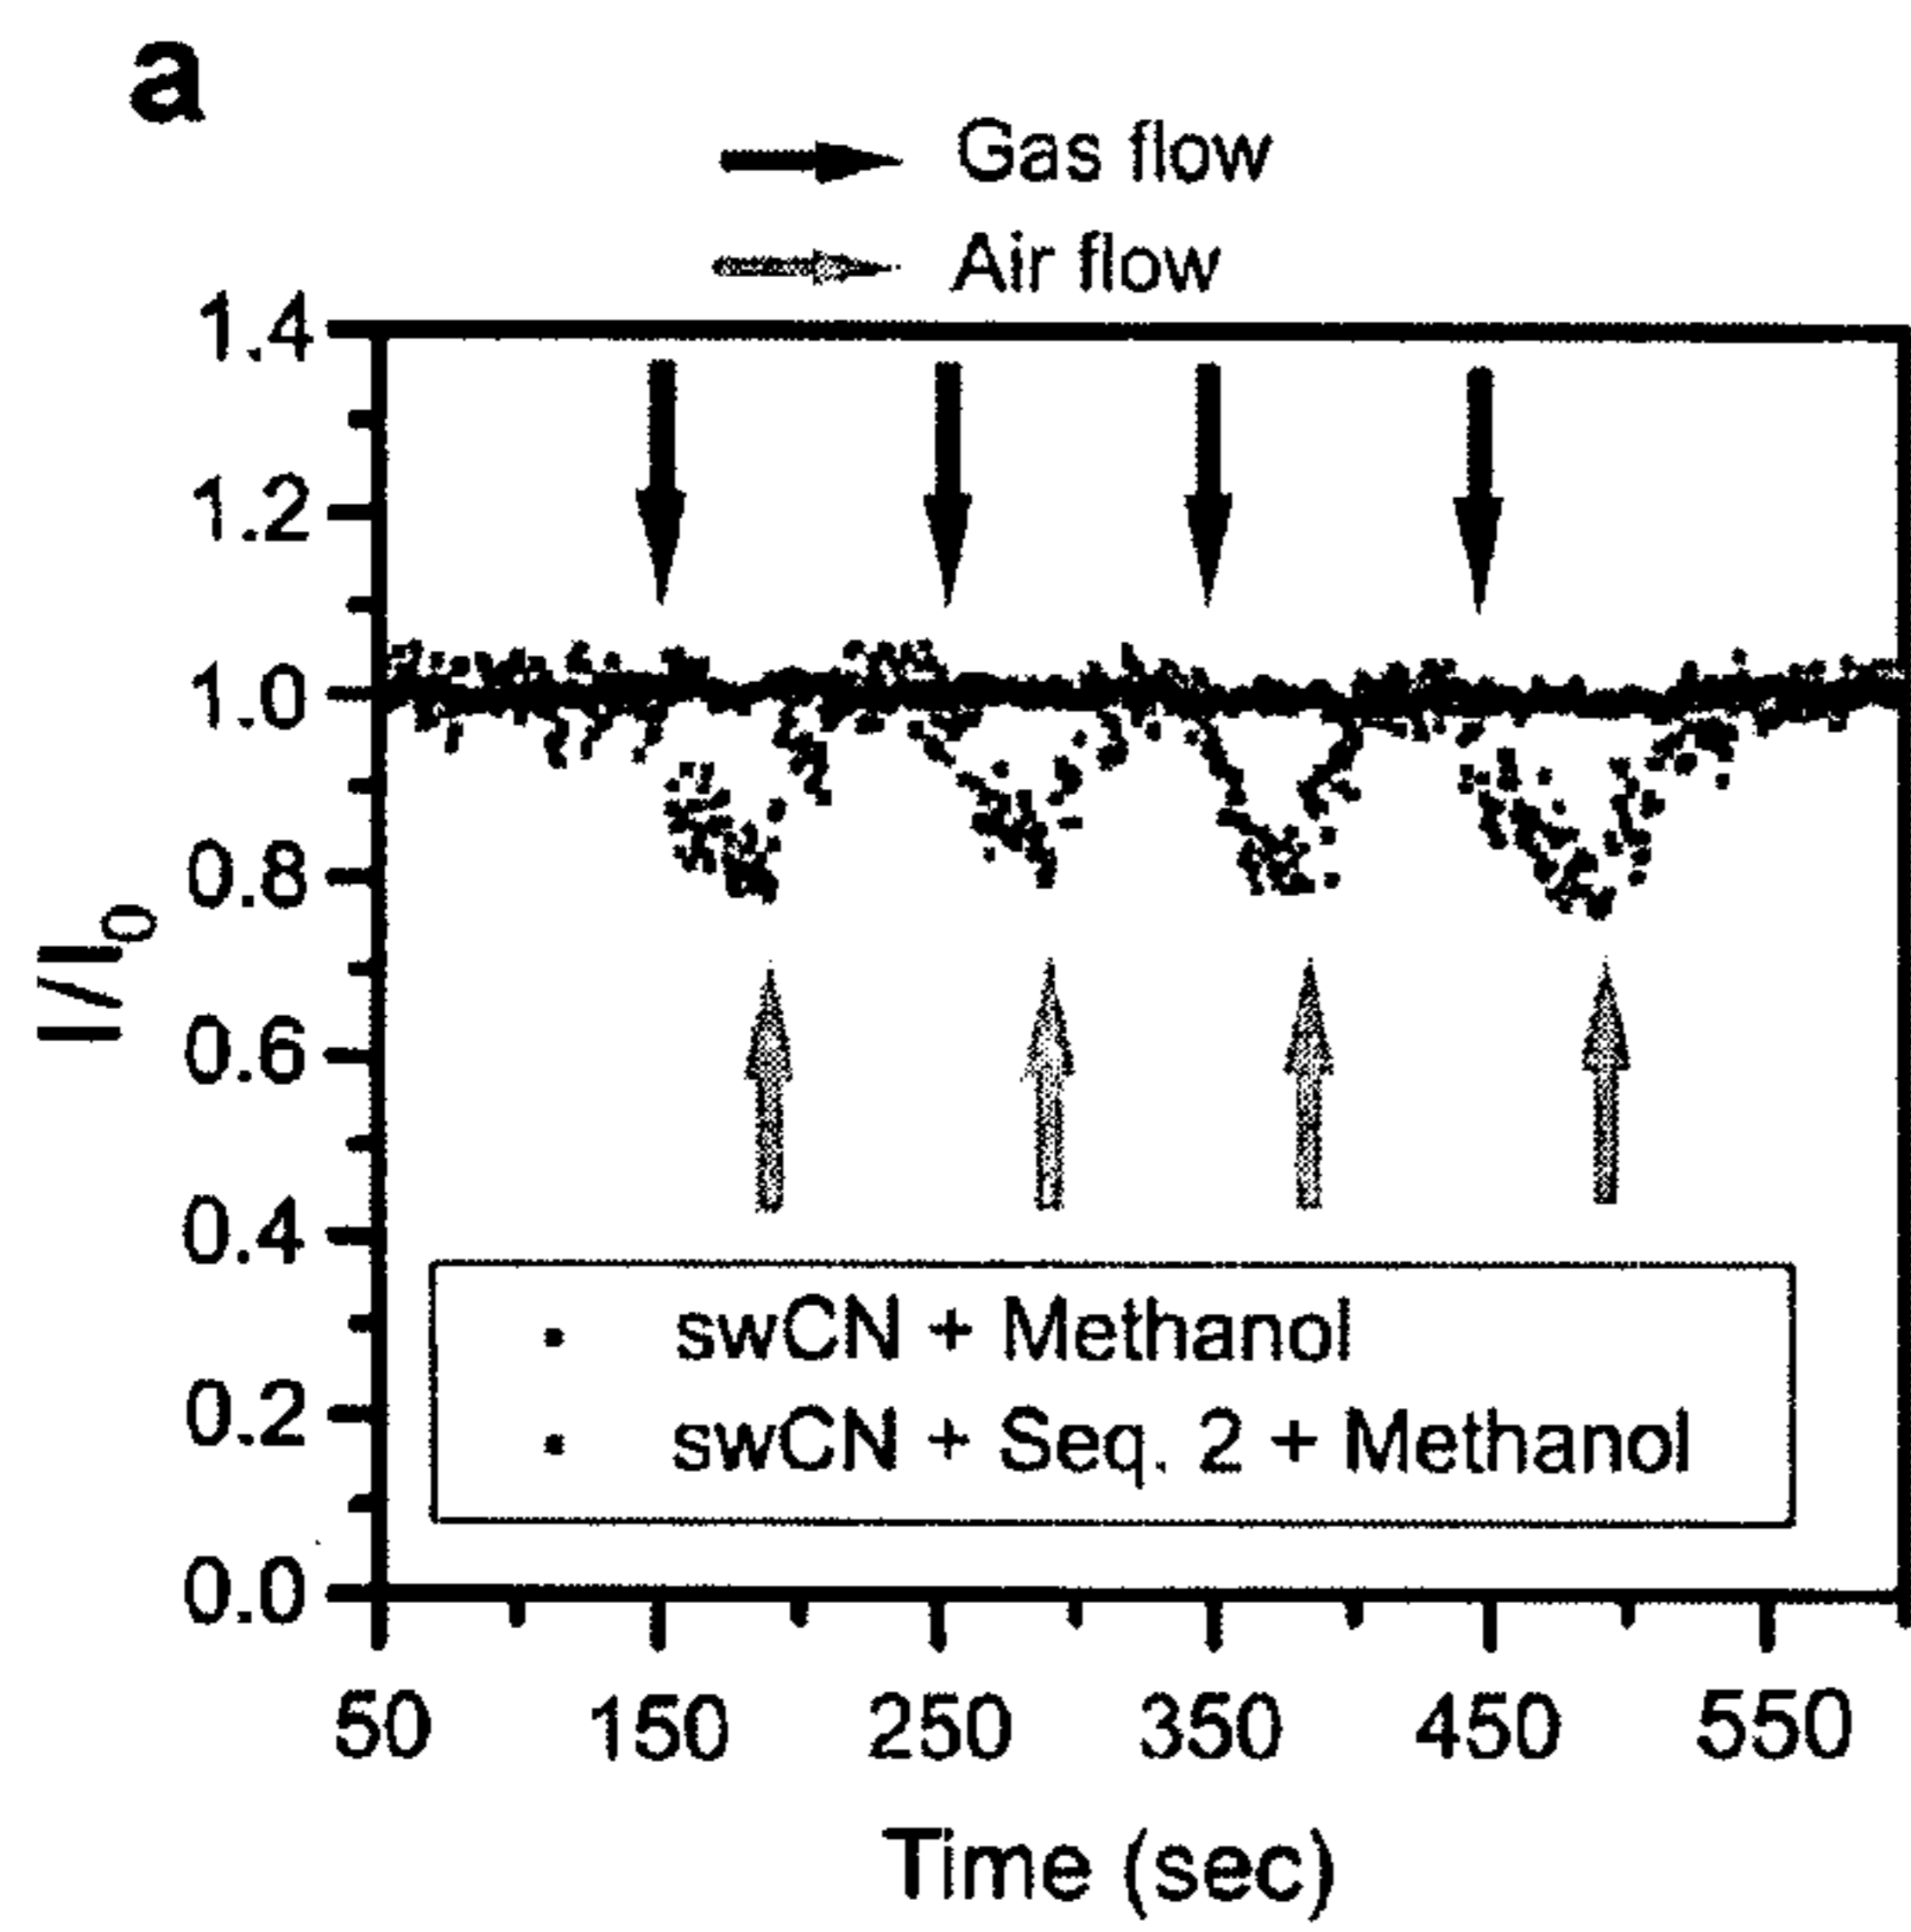 a
Gas flow
Air flow
1.4
1.2
1.0
0.8
0.6
0.4
0.2
0.0
I/I0
swCN + Methanol
swCN + Seq. 2 + Methanol
50 150 250 350 450 550
Time (sec)